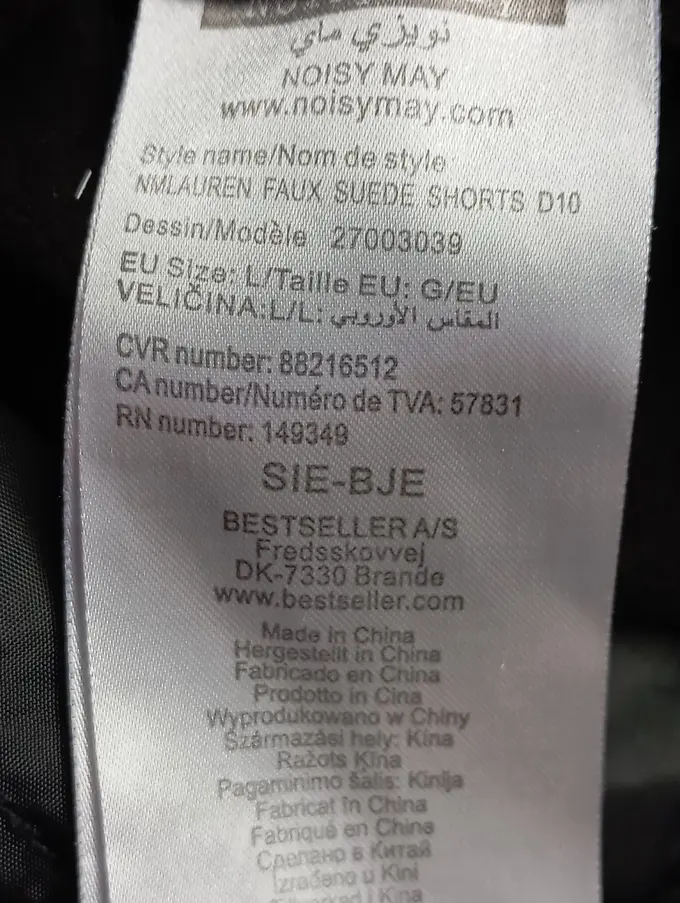 نويزي ماي
NOISY MAY
www.noisymay.com
Style name/Nom de style
NMLAUREN FAUX SUEDE SHORTS D10
Dessin/Modèle 27003039
EU Size: L/Taille EU: G/EU
VELIČINA:L/L: المقاس الأوروبي
CVR number: 88216512
CA number/Numéro de TVA: 57831
RN number: 149349
SIE-BJE
BESTSELLER A/S
Fredsskovvej
DK-7330 Brande
www.bestseller.com
Made in China
Hergestellt in China
Fabricado en China
Prodotto in Cina
Wyprodukowano w Chiny
Származási hely: Kína
Ražots Ķīna
Pagaminimo šalis: Kinija
Fabricat în China
Fabriqué en China
Сделано в Китай
Izrađeno u Kini
i Kina